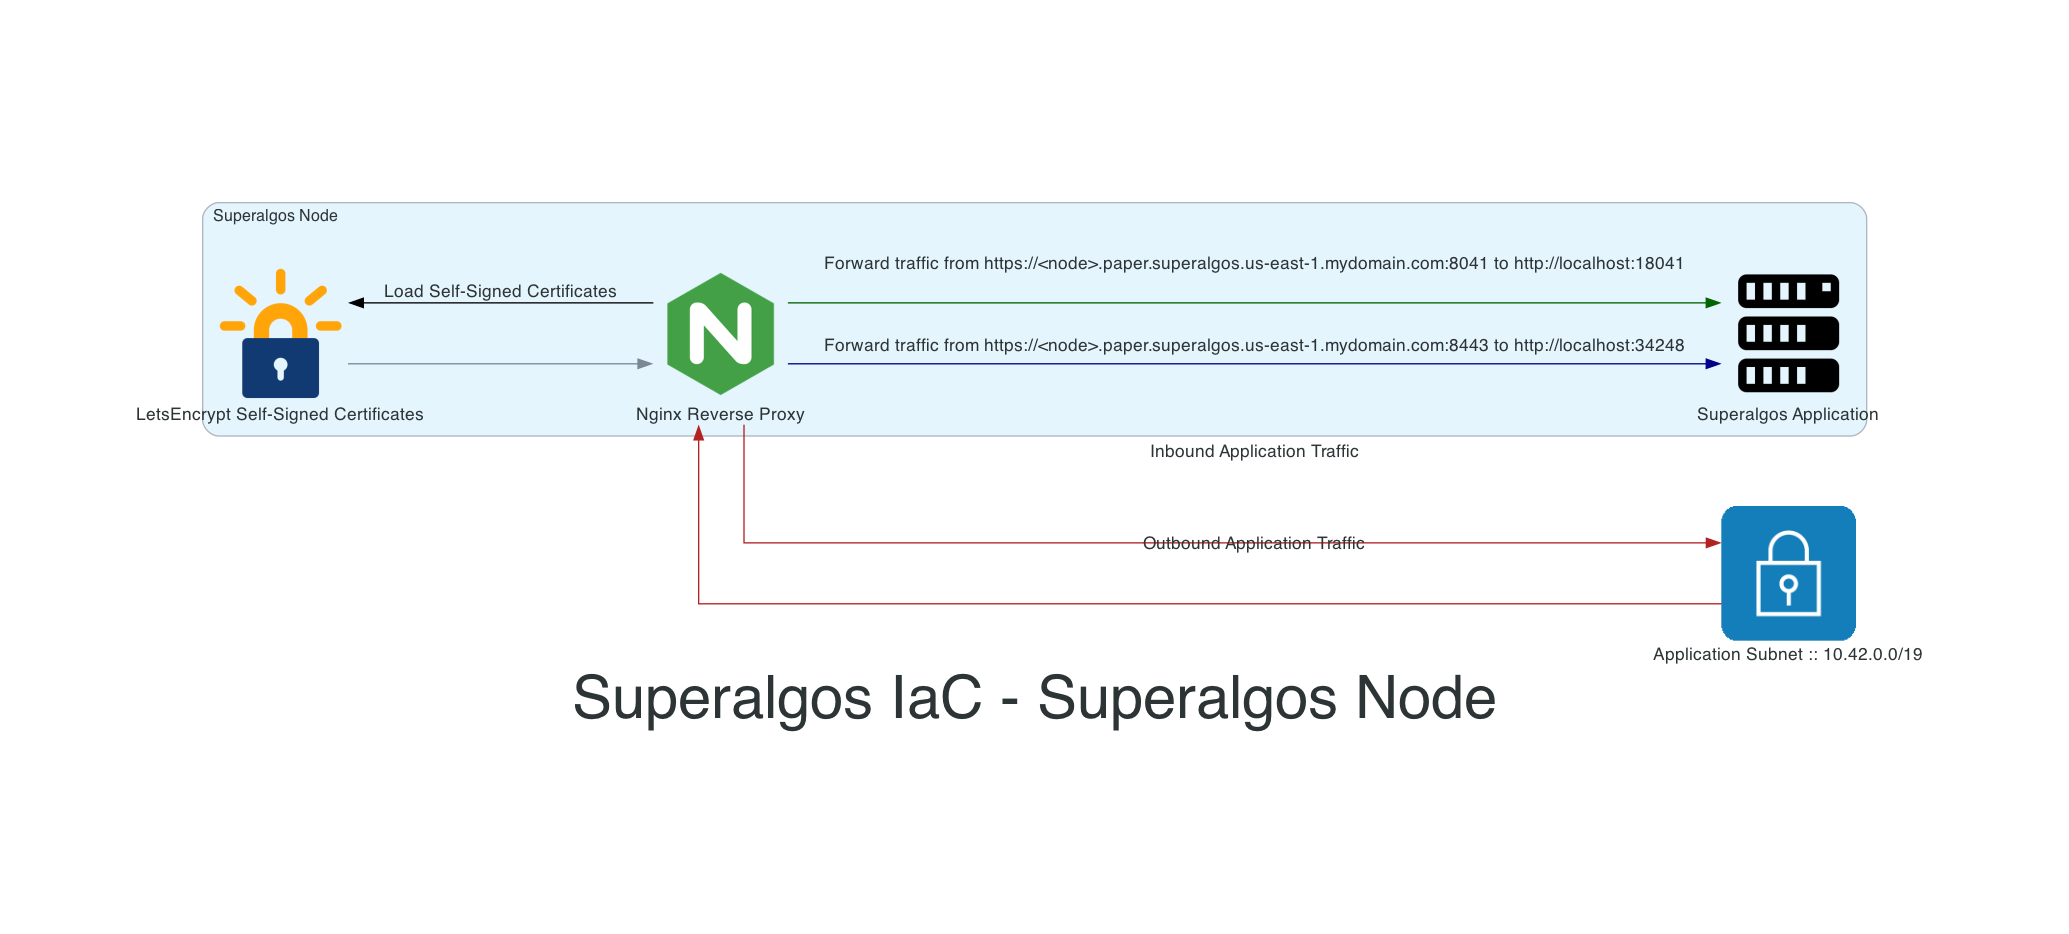 Superalgos Node
Forward traffic from https://<node>.paper.superalgos.us-east-1.mydomain.com:8041 to http://localhost:18041
Load Self-Signed Certificates
Forward traffic from https://<node>.paper.superalgos.us-east-1.mydomain.com:8443 to http://localhost:34248
LetsEncrypt Self-Signed Certificates
Nginx Reverse Proxy
Superalgos Application
Inbound Application Traffic
Outbound Application Traffic
Application Subnet :: 10.42.0.0/19
Superalgos IaC - Superalgos Node